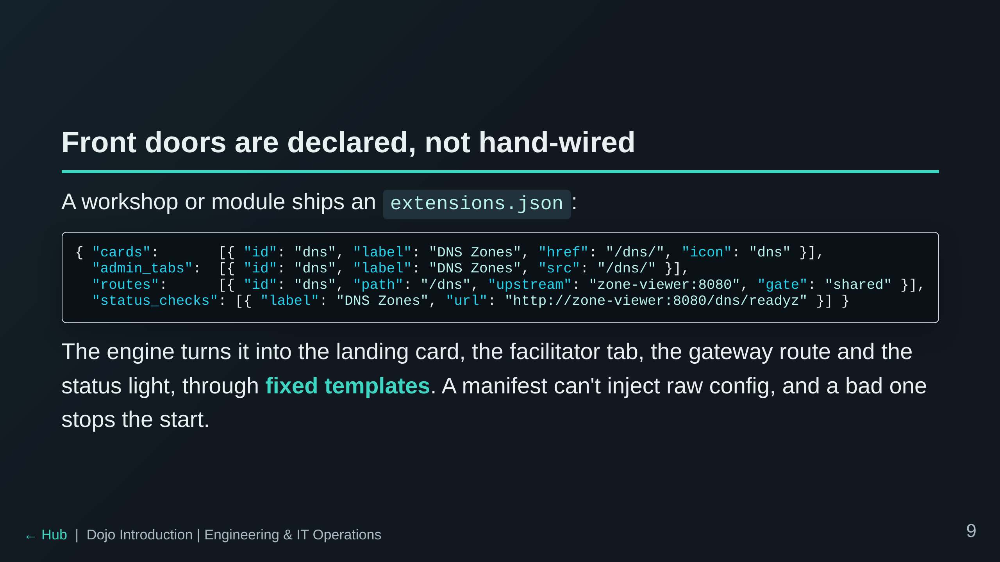 Front doors are declared, not hand-wired
A workshop or module ships an extensions.json:
{ "cards":       [{ "id": "dns", "label": "DNS Zones", "href": "/dns/", "icon": "dns" }],
  "admin_tabs":  [{ "id": "dns", "label": "DNS Zones", "src": "/dns/" }],
  "routes":      [{ "id": "dns", "path": "/dns", "upstream": "zone-viewer:8080", "gate": "shared" }],
  "status_checks": [{ "label": "DNS Zones", "url": "http://zone-viewer:8080/dns/readyz" }] }
The engine turns it into the landing card, the facilitator tab, the gateway route and the
status light, through fixed templates. A manifest can't inject raw config, and a bad one
stops the start.
← Hub | Dojo Introduction | Engineering & IT Operations
9